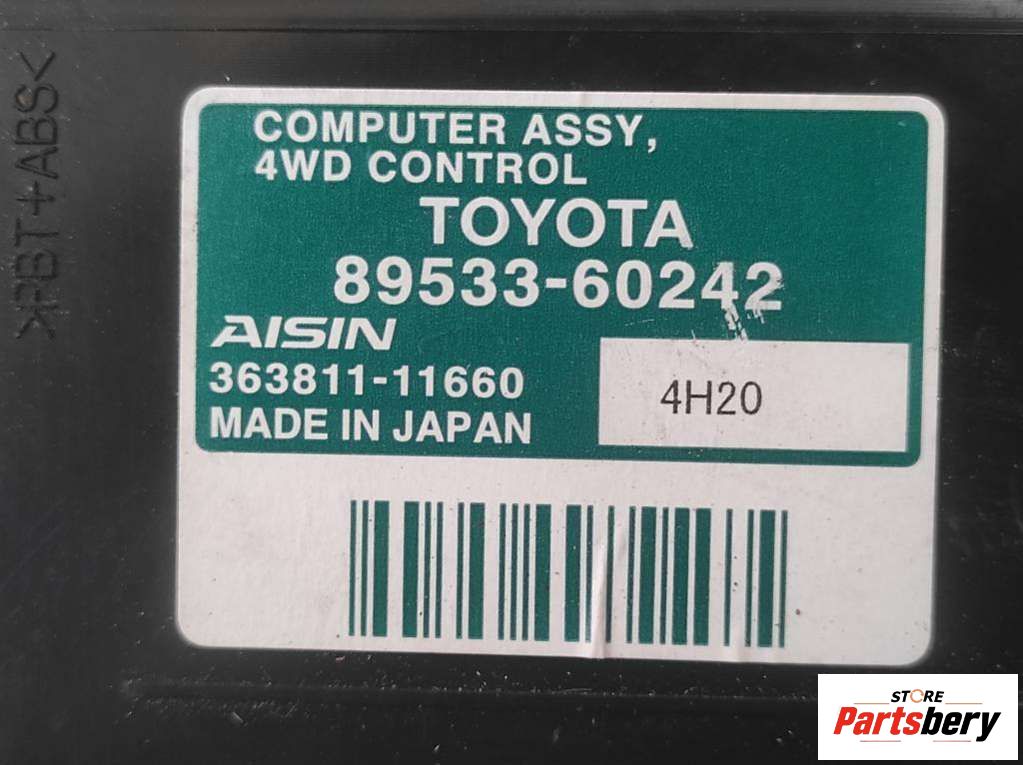 >PBT+ABS<
COMPUTER ASSY,
4WD CONTROL
TOYOTA
89533-60242
AISIN
363811-11660
MADE IN JAPAN
4H20
STORE
Partsbery